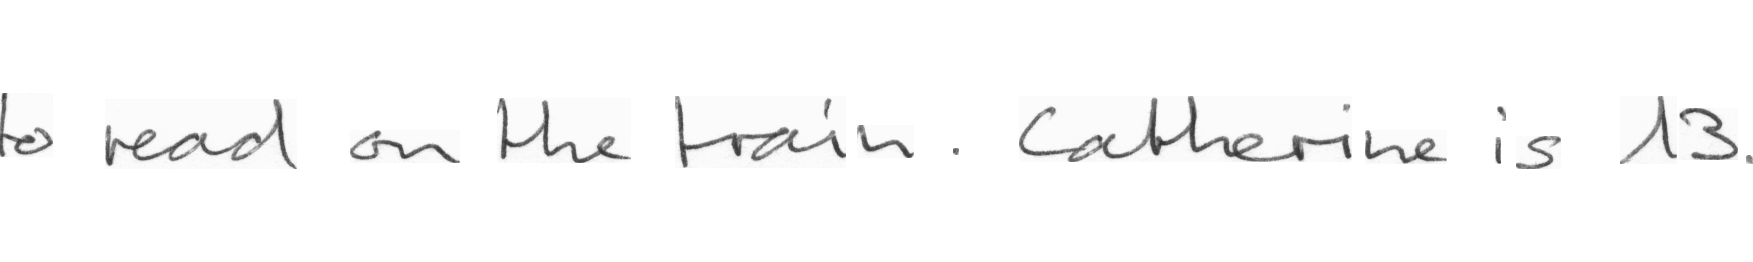 to read on the train. Catherine is 13.